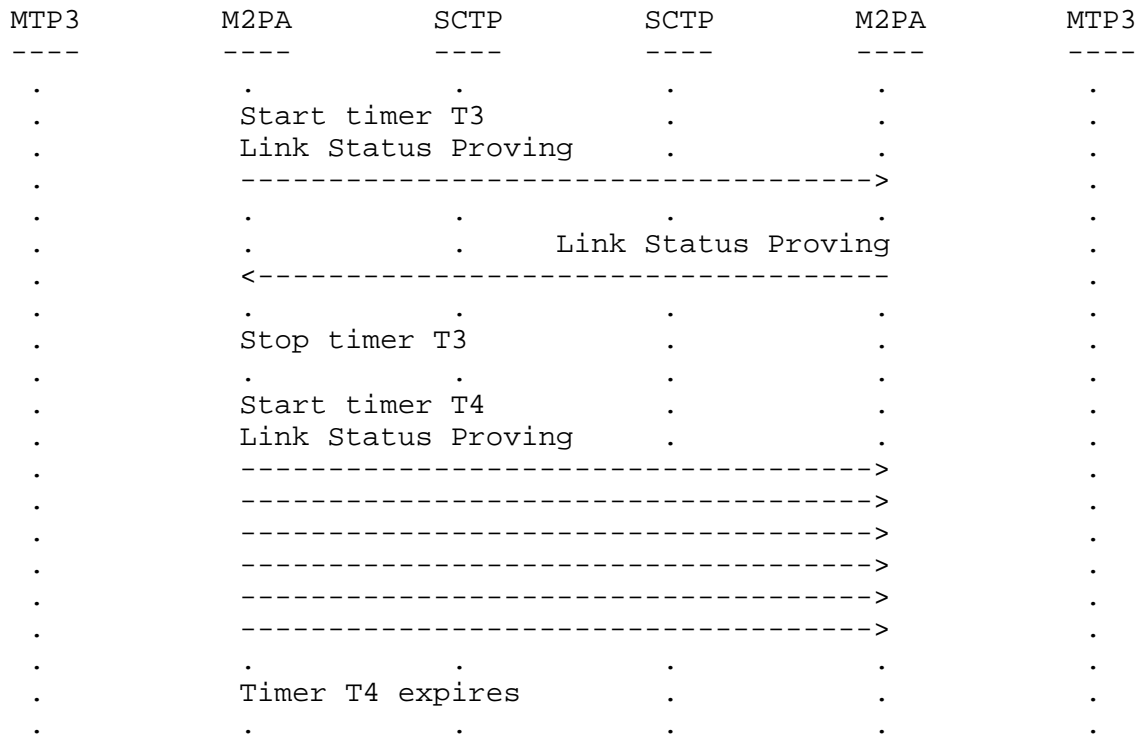 MTP3        M2PA        SCTP        SCTP        M2PA        MTP3
----        ----        ----        ----        ----        ----
 .           .           .           .           .           .
 .           Start timer T3          .           .           .
 .           Link Status Proving     .           .           .
 .           ------------------------------------>           .
 .           .           .           .           .           .
 .           .           .     Link Status Proving           .
 .           <------------------------------------           .
 .           .           .           .           .           .
 .           Stop timer T3           .           .           .
 .           .           .           .           .           .
 .           Start timer T4          .           .           .
 .           Link Status Proving     .           .           .
 .           ------------------------------------>           .
 .           ------------------------------------>           .
 .           ------------------------------------>           .
 .           ------------------------------------>           .
 .           ------------------------------------>           .
 .           ------------------------------------>           .
 .           .           .           .           .           .
 .           Timer T4 expires        .           .           .
 .           .           .           .           .           .